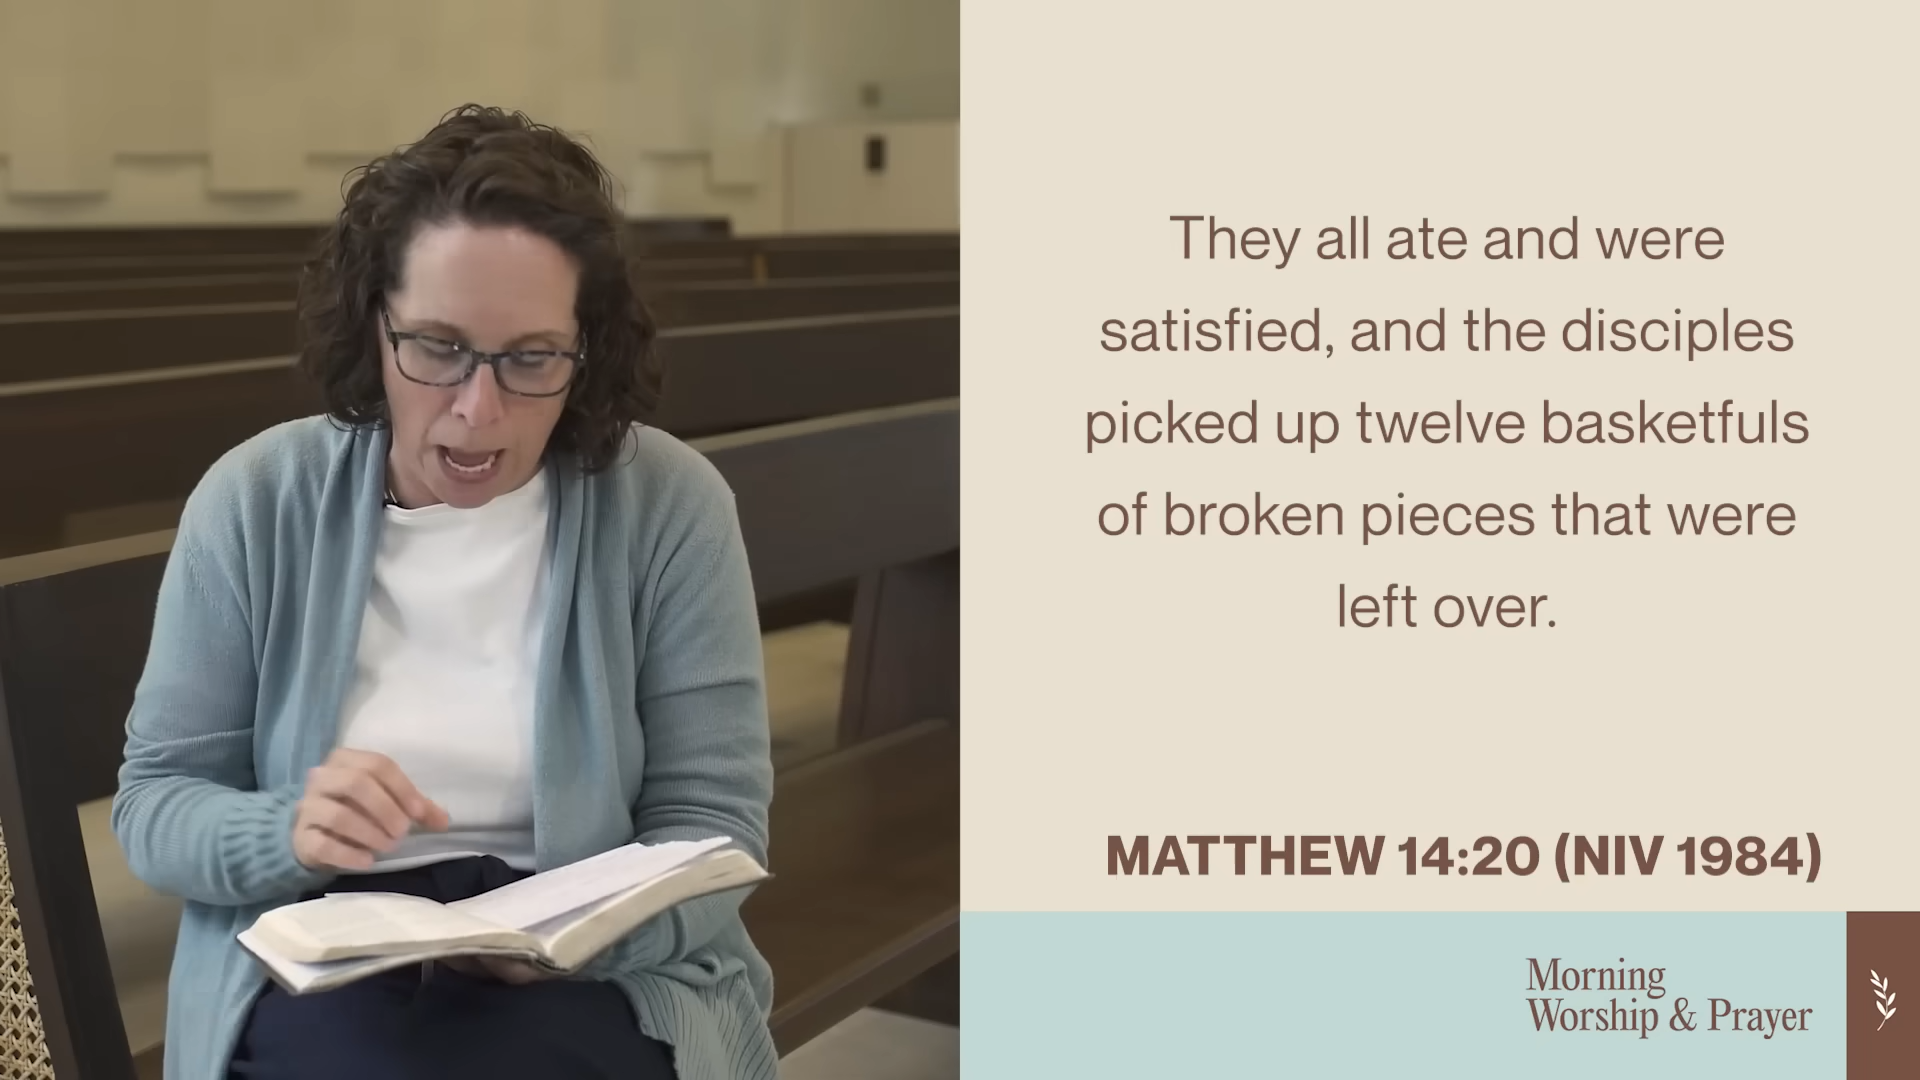 They all ate and were
satisfied, and the disciples
picked up twelve basketfuls
of broken pieces that were
left over.
MATTHEW 14:20 (NIV 1984)
Morning
Worship & Prayer